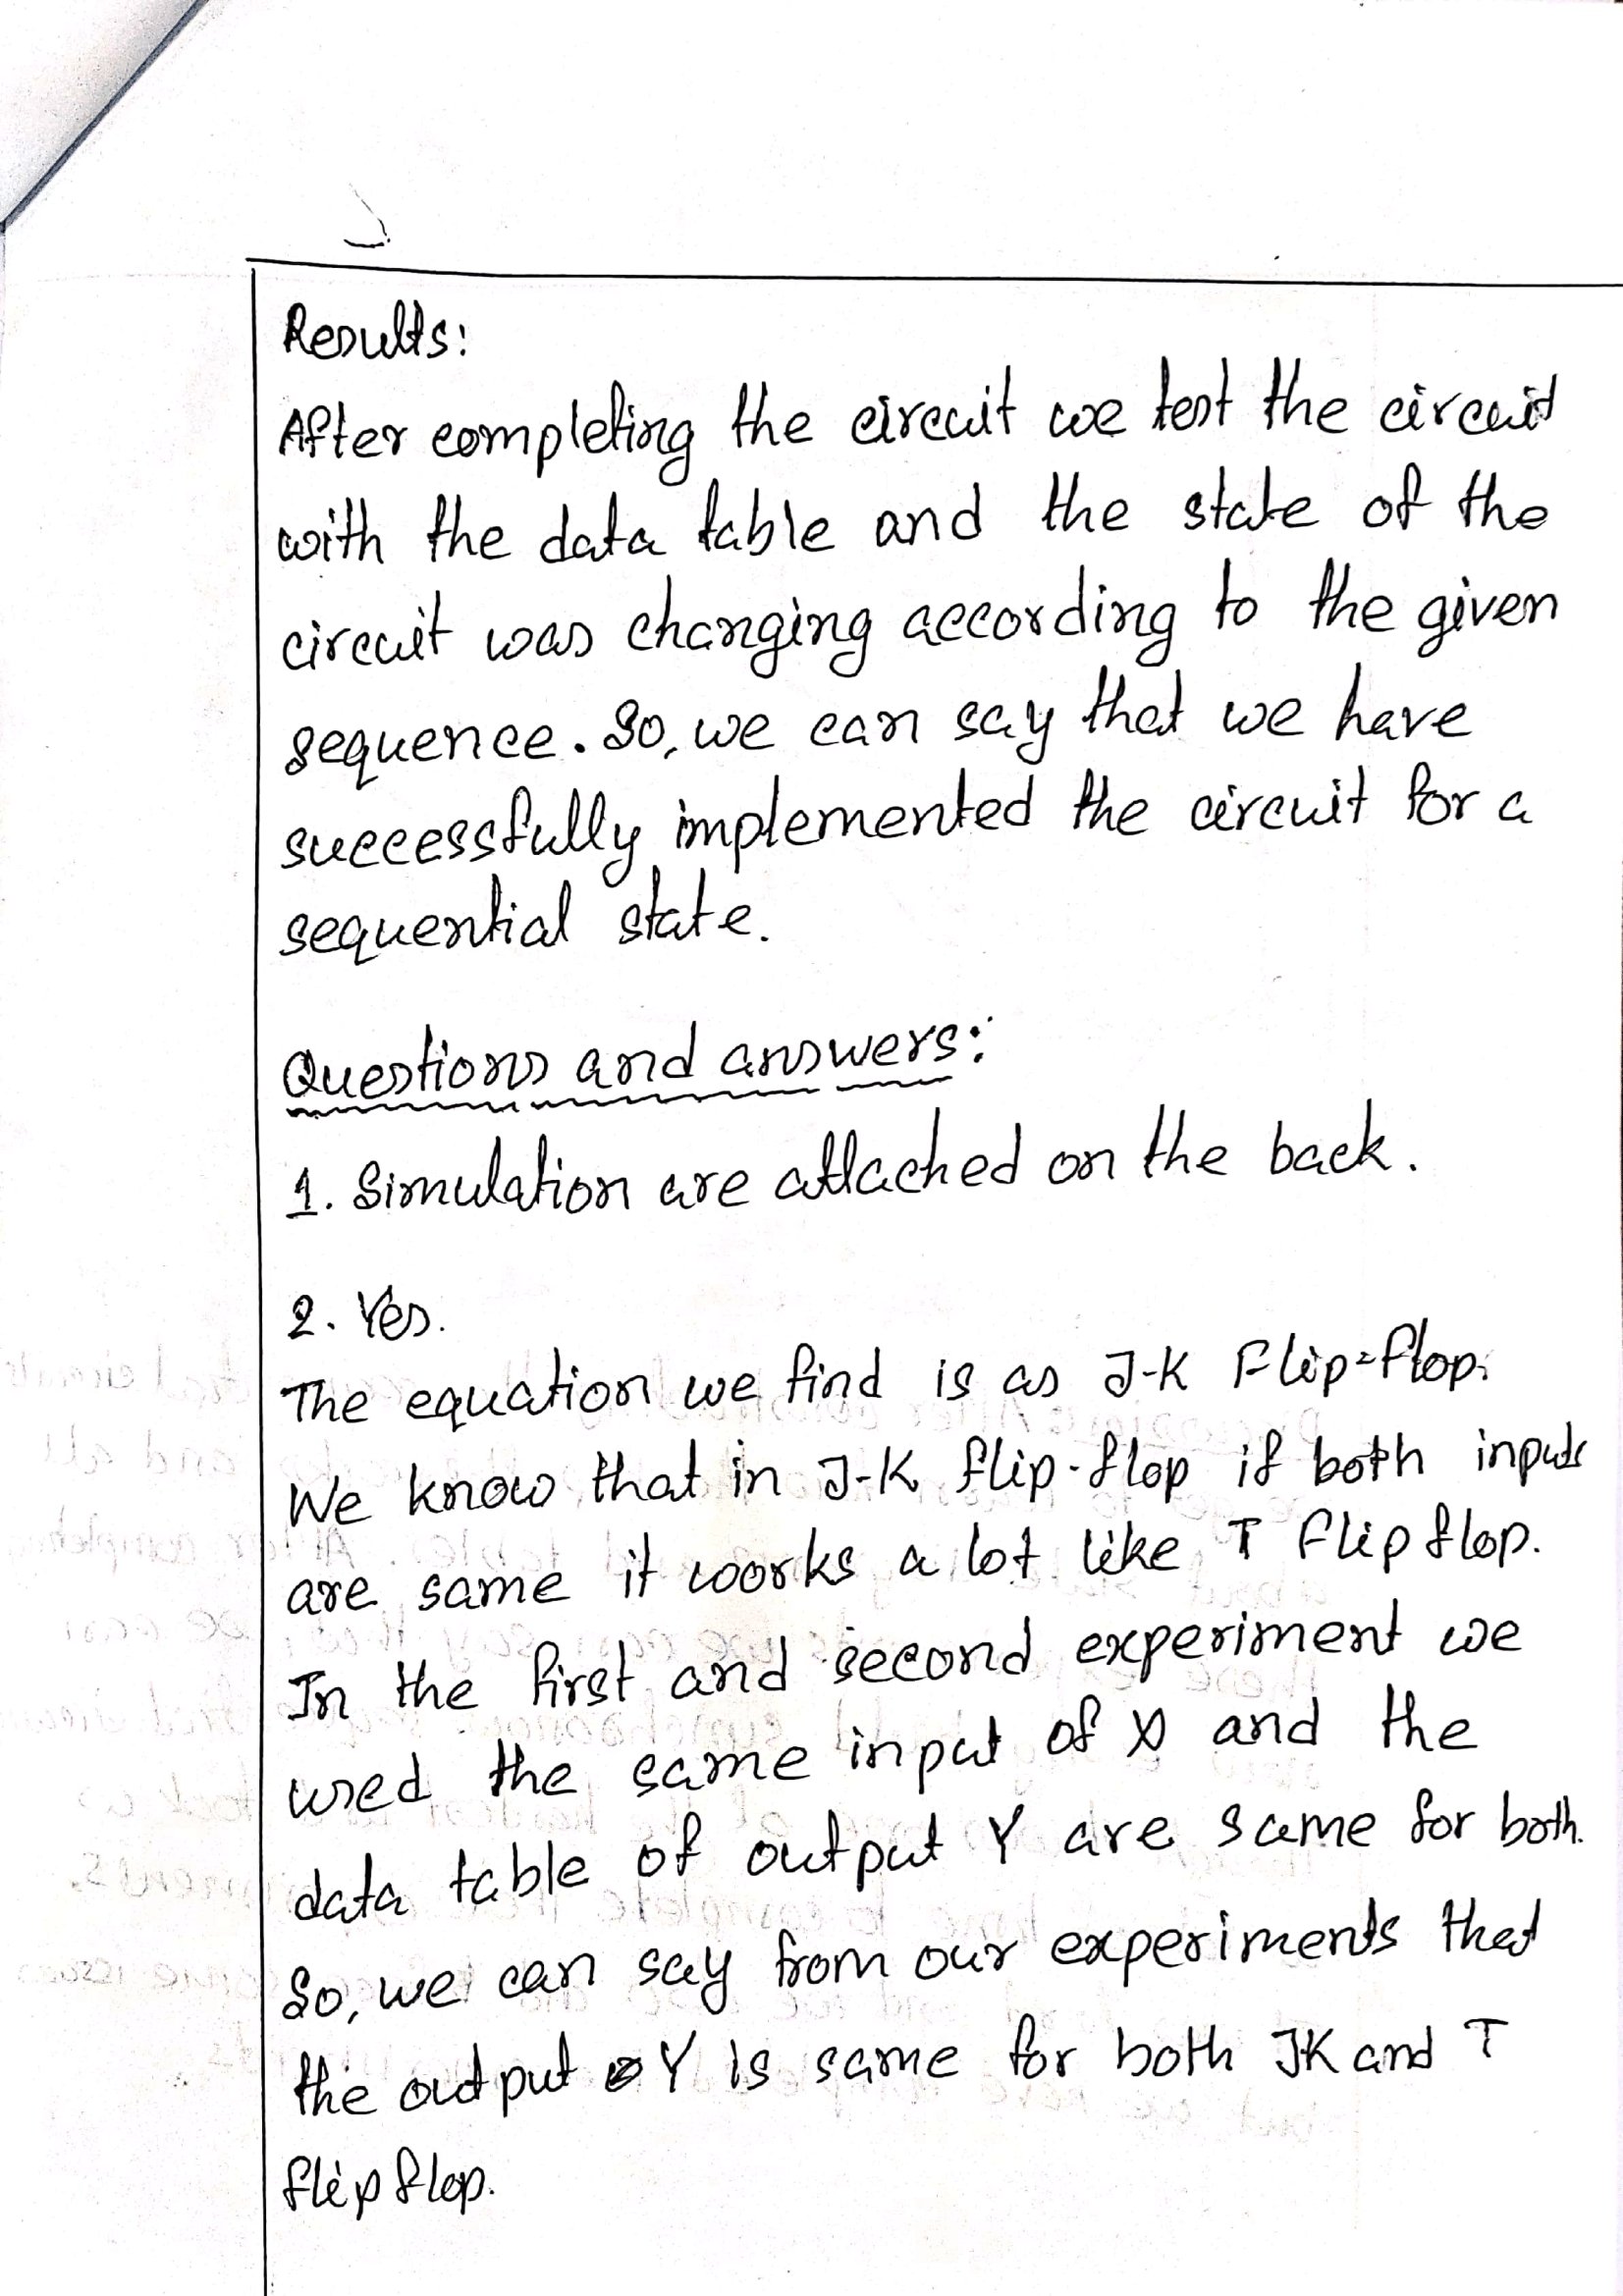 Results:
After completing the circuit we test the circuit
with the data table and the state of the
circuit was changing according to the given
sequence. So, we can say that we have
successfully implemented the circuit for a
sequential state.
Questions and answers:
1. Simulation are attached on the back.
2. Yes.
The equation we find is as J-K Flip-flop.
We know that in J-K flip-flop if both inputs
are same it works a lot like T flip flop.
In the first and second experiment we
used the same input of X and the
data table of output Y are same for both.
So, we can say from our experiments that
the output Y is same for both JK and T
flip flop.